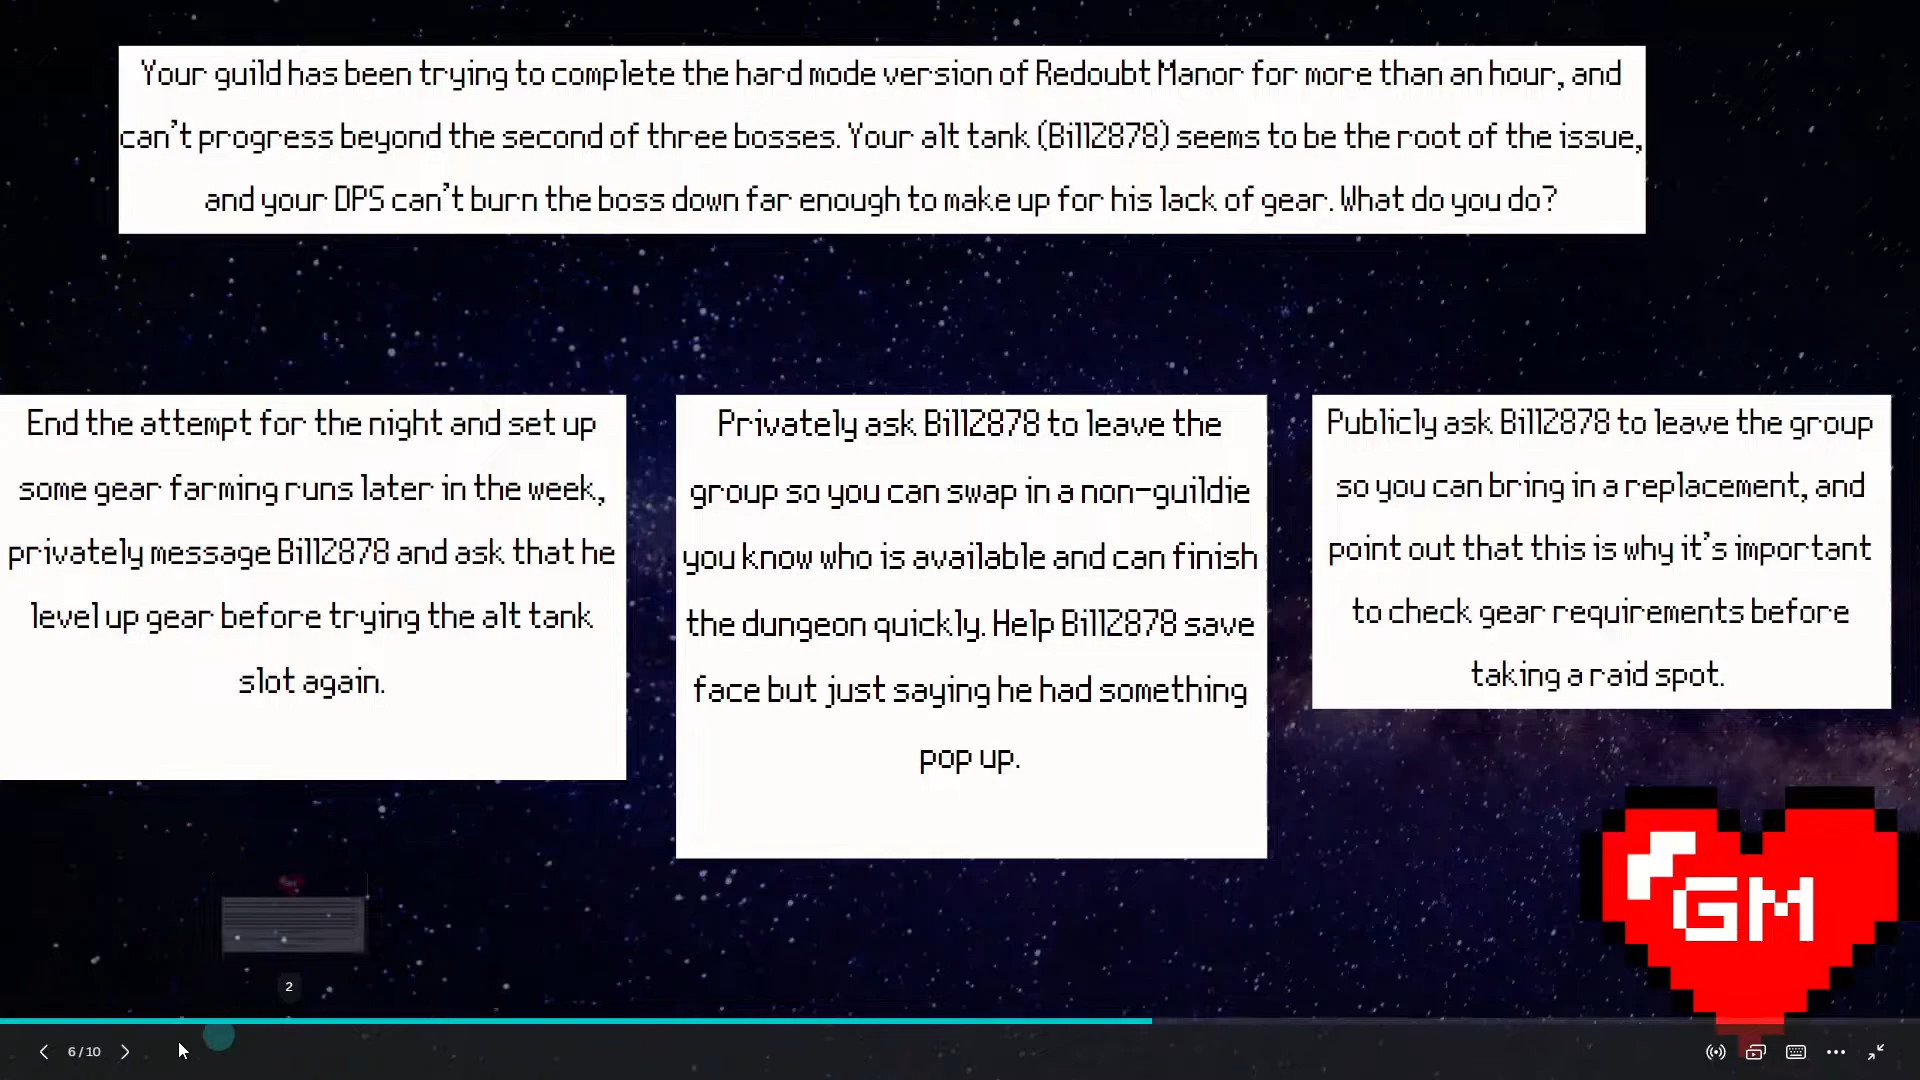 Your guild has been trying to complete the hard mode version of Redoubt Manor for more than an hour, and
can't progress beyond the second of three bosses. Your alt tank (Bill2878) seems to be the root of the issue,
and your DPS can't burn the boss down far enough to make up for his lack of gear. What do you do?
End the attempt for the night and set up
some gear farming runs later in the week,
privately message Bill2878 and ask that he
level up gear before trying the alt tank
slot again.
Privately ask Bill2878 to leave the
group so you can swap in a non-guildie
you know who is available and can finish
the dungeon quickly. Help Bill2878 save
face but just saying he had something
pop up.
Publicly ask Bill2878 to leave the group
so you can bring in a replacement, and
point out that this is why it's important
to check gear requirements before
taking a raid spot.
GM
2
6 / 10